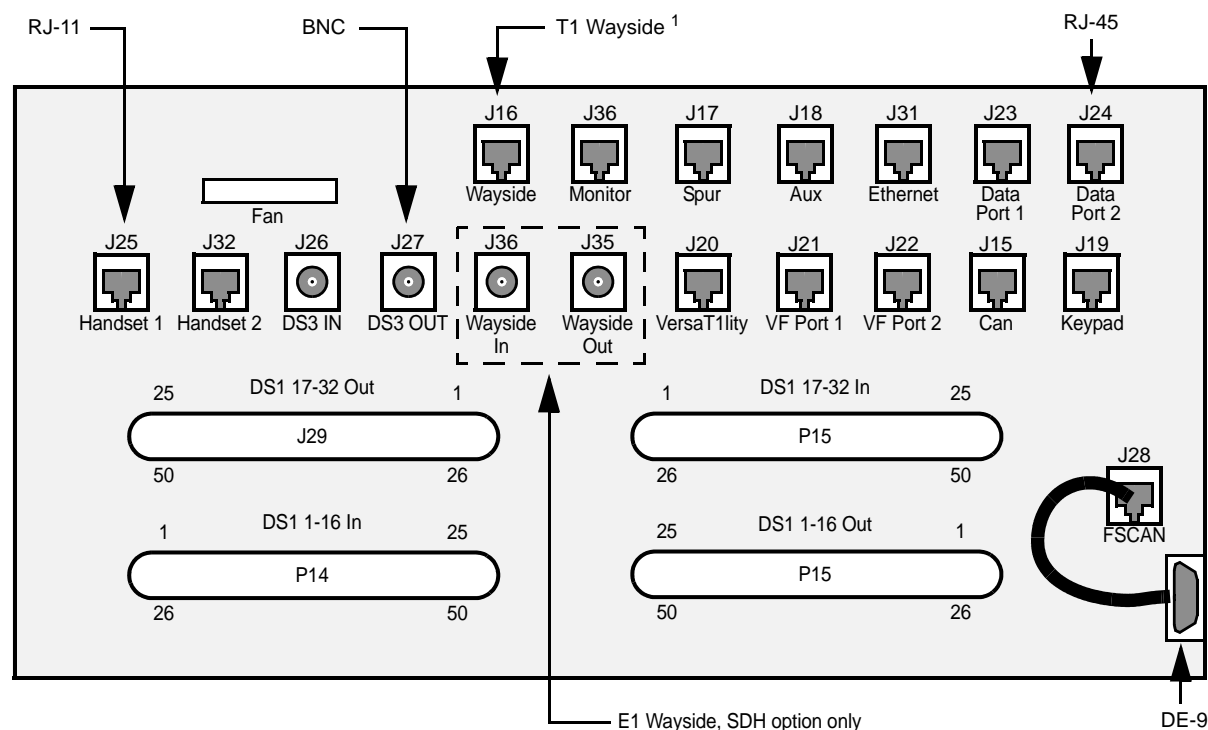 RJ-11
BNC
T1 Wayside 1
RJ-45
J16
J36
J17
J18
J31
J23
J24
Wayside
Monitor
Spur
Aux
Ethernet
Data
Port 1
Data
Port 2
Fan
J25
J32
J26
J27
J36
J35
J20
J21
J22
J15
J19
Handset 1
Handset 2
DS3 IN
DS3 OUT
Wayside
In
Wayside
Out
VersaT1lity
VF Port 1
VF Port 2
Can
Keypad
25
DS1 17-32 Out
1
J29
50
26
1
DS1 17-32 In
25
P15
26
50
J28
FSCAN
1
DS1 1-16 In
25
P14
26
50
25
DS1 1-16 Out
1
P15
50
26
E1 Wayside, SDH option only
DE-9